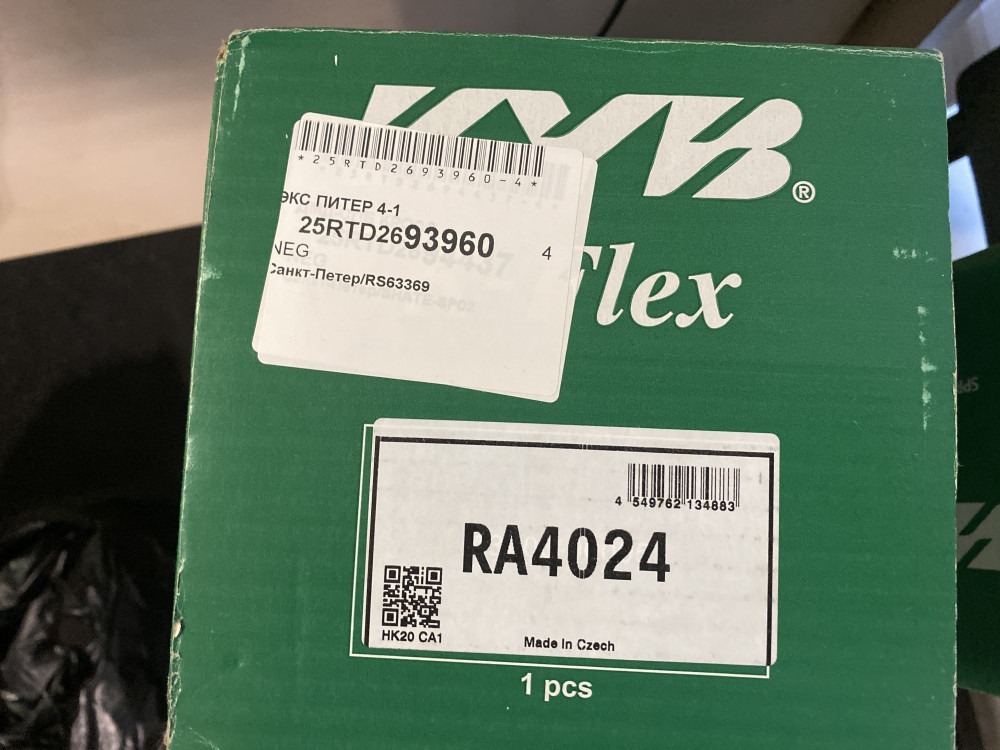 KYB®
*25RTD2693960-4*
ЭКС ПИТЕР 4-1
25RTD2693960 4
NEG
Санкт-Петер/RS63369
Flex
4 549762 134883
RA4024
HK20 CA1
Made In Czech
1 pcs